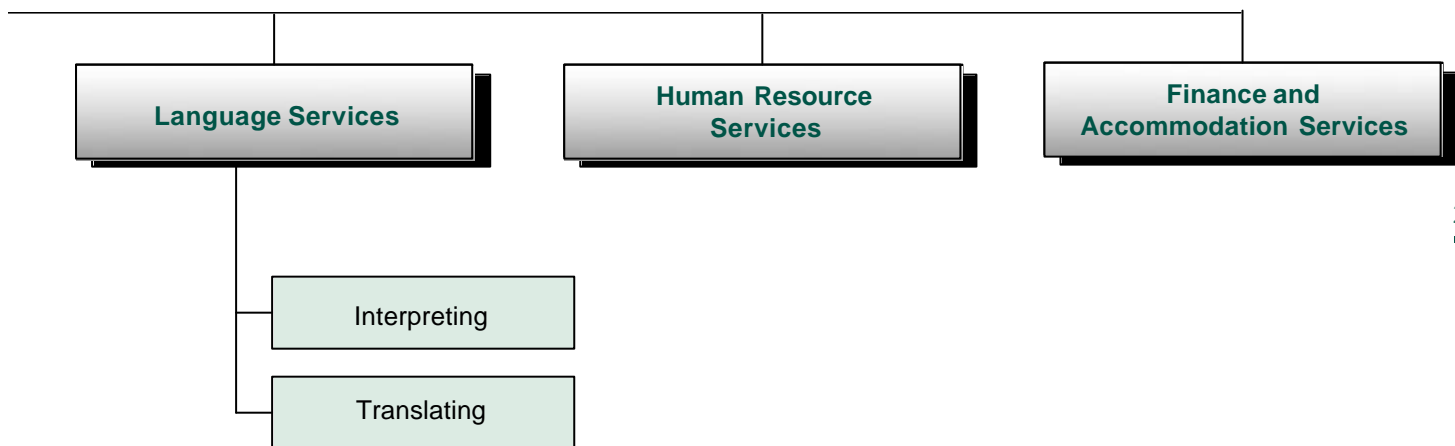 Language Services
Human Resource
Services
Finance and
Accommodation Services
Interpreting
Translating